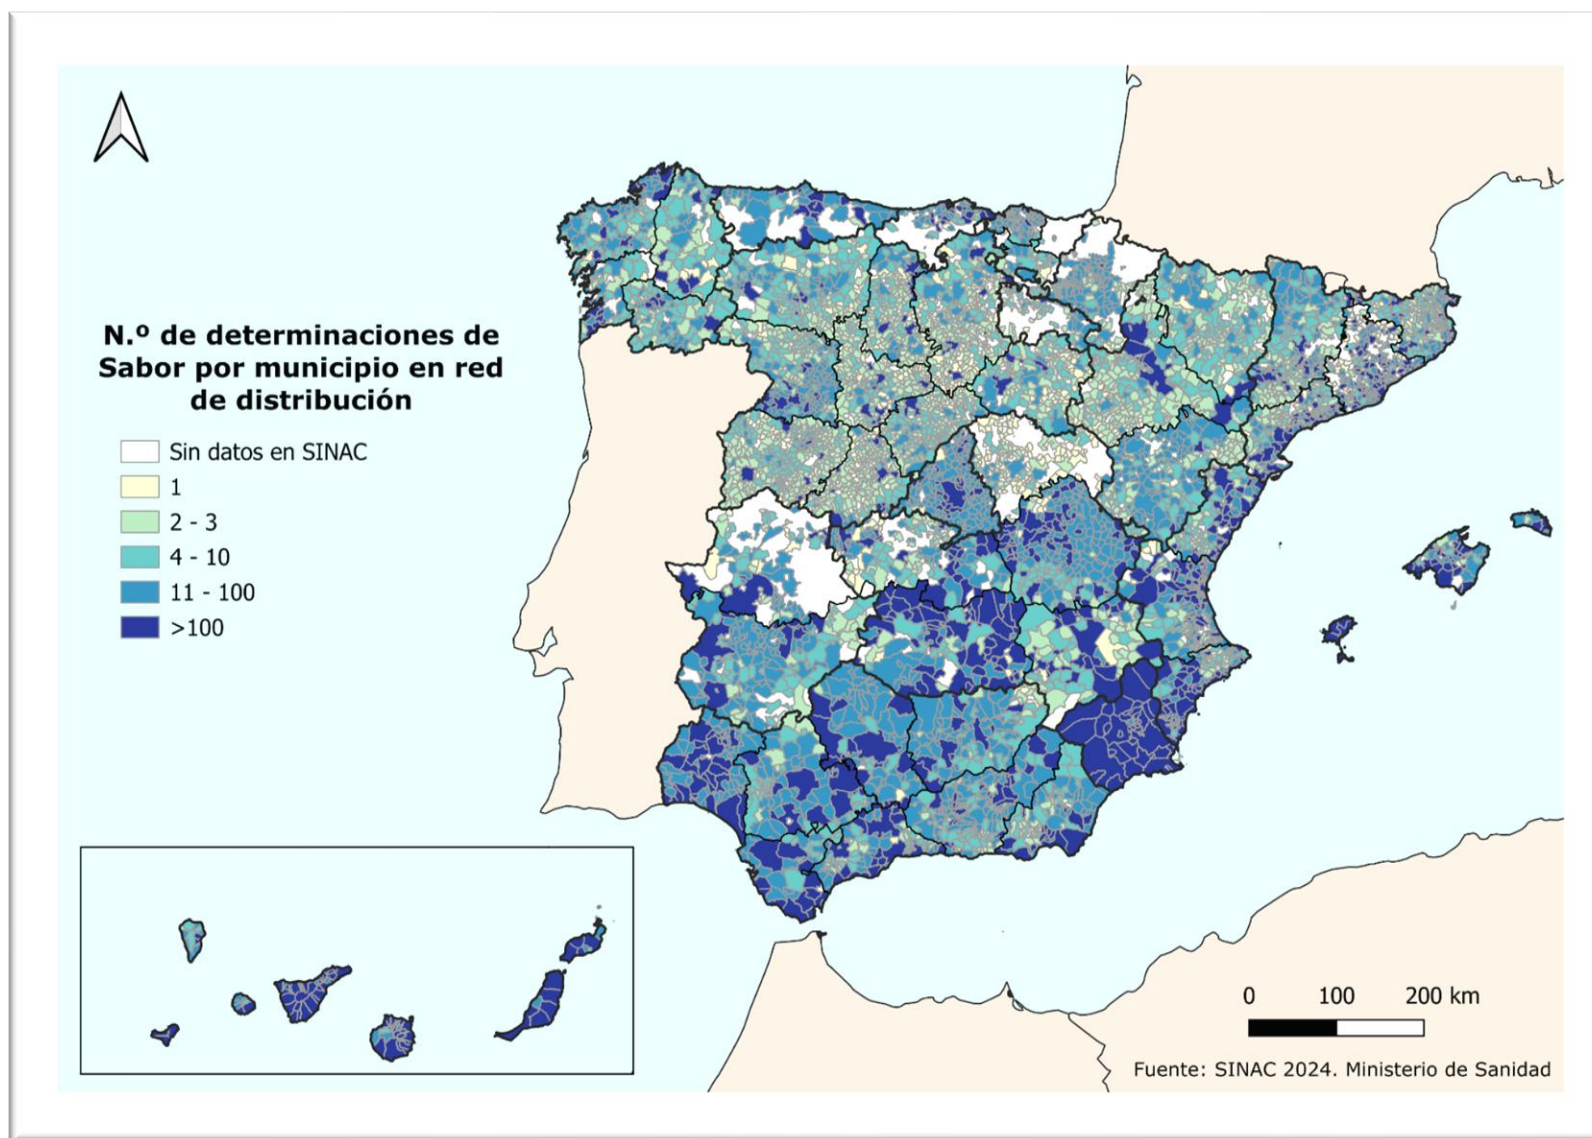 N.º de determinaciones de
Sabor por municipio en red
de distribución
Sin datos en SINAC
1
2 - 3
4 - 10
11 - 100
>100
0 100 200 km
Fuente: SINAC 2024. Ministerio de Sanidad